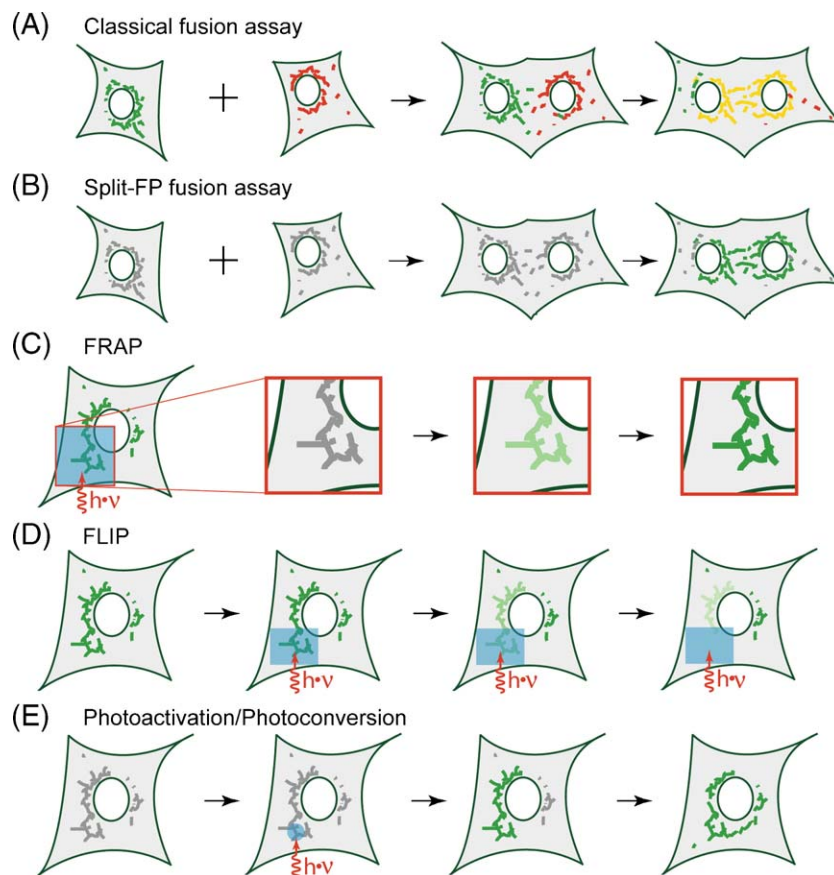 (A) Classical fusion assay
+
(B) Split-FP fusion assay
+
(C) FRAP
h·ν
(D) FLIP
h·ν h·ν h·ν
(E) Photoactivation/Photoconversion
h·ν